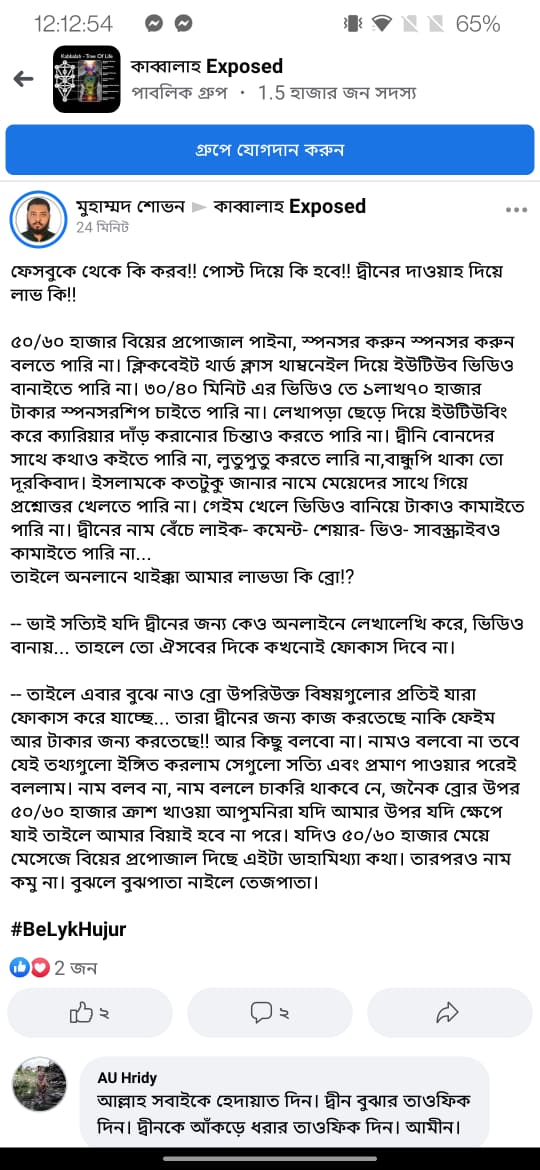 12:12:54
65%
Kabbalah - Tree Of Life
কাব্বালাহ Exposed
পাবলিক গ্রুপ · 1.5 হাজার জন সদস্য
গ্রুপে যোগদান করুন
মুহাম্মদ শোভন ▶ কাব্বালাহ Exposed
24 মিনিট
ফেসবুকে থেকে কি করব!! পোস্ট দিয়ে কি হবে!! দ্বীনের দাওয়াহ দিয়ে
লাভ কি!!
৫০/৬০ হাজার বিয়ের প্রপোজাল পাইনা, স্পনসর করুন স্পনসর করুন
বলতে পারি না। ক্লিকবেইট থার্ড ক্লাস থাম্বনেইল দিয়ে ইউটিউব ভিডিও
বানাইতে পারি না। ৩০/৪০ মিনিট এর ভিডিও তে ১লাখ৭০ হাজার
টাকার স্পনসরশিপ চাইতে পারি না। লেখাপড়া ছেড়ে দিয়ে ইউটিউবিং
করে ক্যারিয়ার দাঁড় করানোর চিন্তাও করতে পারি না। দ্বীনি বোনদের
সাথে কথাও কইতে পারি না, লুতুপুতু করতে লারি না,বান্ধুপি থাকা তো
দূরকিবাদ। ইসলামকে কতটুকু জানার নামে মেয়েদের সাথে গিয়ে
প্রশ্নোত্তর খেলতে পারি না। গেইম খেলে ভিডিও বানিয়ে টাকাও কামাইতে
পারি না। দ্বীনের নাম বেঁচে লাইক- কমেন্ট- শেয়ার- ভিও- সাবস্ক্রাইবও
কামাইতে পারি না...
তাইলে অনলানে থাইক্কা আমার লাভডা কি ব্রো!?
-- ভাই সত্যিই যদি দ্বীনের জন্য কেও অনলাইনে লেখালেখি করে, ভিডিও
বানায়... তাহলে তো ঐসবের দিকে কখনোই ফোকাস দিবে না।
-- তাইলে এবার বুঝে নাও ব্রো উপরিউক্ত বিষয়গুলোর প্রতিই যারা
ফোকাস করে যাচ্ছে... তারা দ্বীনের জন্য কাজ করতেছে নাকি ফেইম
আর টাকার জন্য করতেছে!! আর কিছু বলবো না। নামও বলবো না তবে
যেই তথ্যগুলো ইঙ্গিত করলাম সেগুলো সত্যি এবং প্রমাণ পাওয়ার পরেই
বললাম। নাম বলব না, নাম বললে চাকরি থাকবে নে, জনৈক ব্রোর উপর
৫০/৬০ হাজার ক্রাশ খাওয়া আপুমনিরা যদি আমার উপর যদি ক্ষেপে
যাই তাইলে আমার বিয়াই হবে না পরে। যদিও ৫০/৬০ হাজার মেয়ে
মেসেজে বিয়ের প্রপোজাল দিছে এইটা ডাহামিথ্যা কথা। তারপরও নাম
কমু না। বুঝলে বুঝপাতা নাইলে তেজপাতা।
#BeLykHujur
2 জন
২
২
AU Hridy
আল্লাহ সবাইকে হেদায়াত দিন। দ্বীন বুঝার তাওফিক
দিন। দ্বীনকে আঁকড়ে ধরার তাওফিক দিন। আমীন।